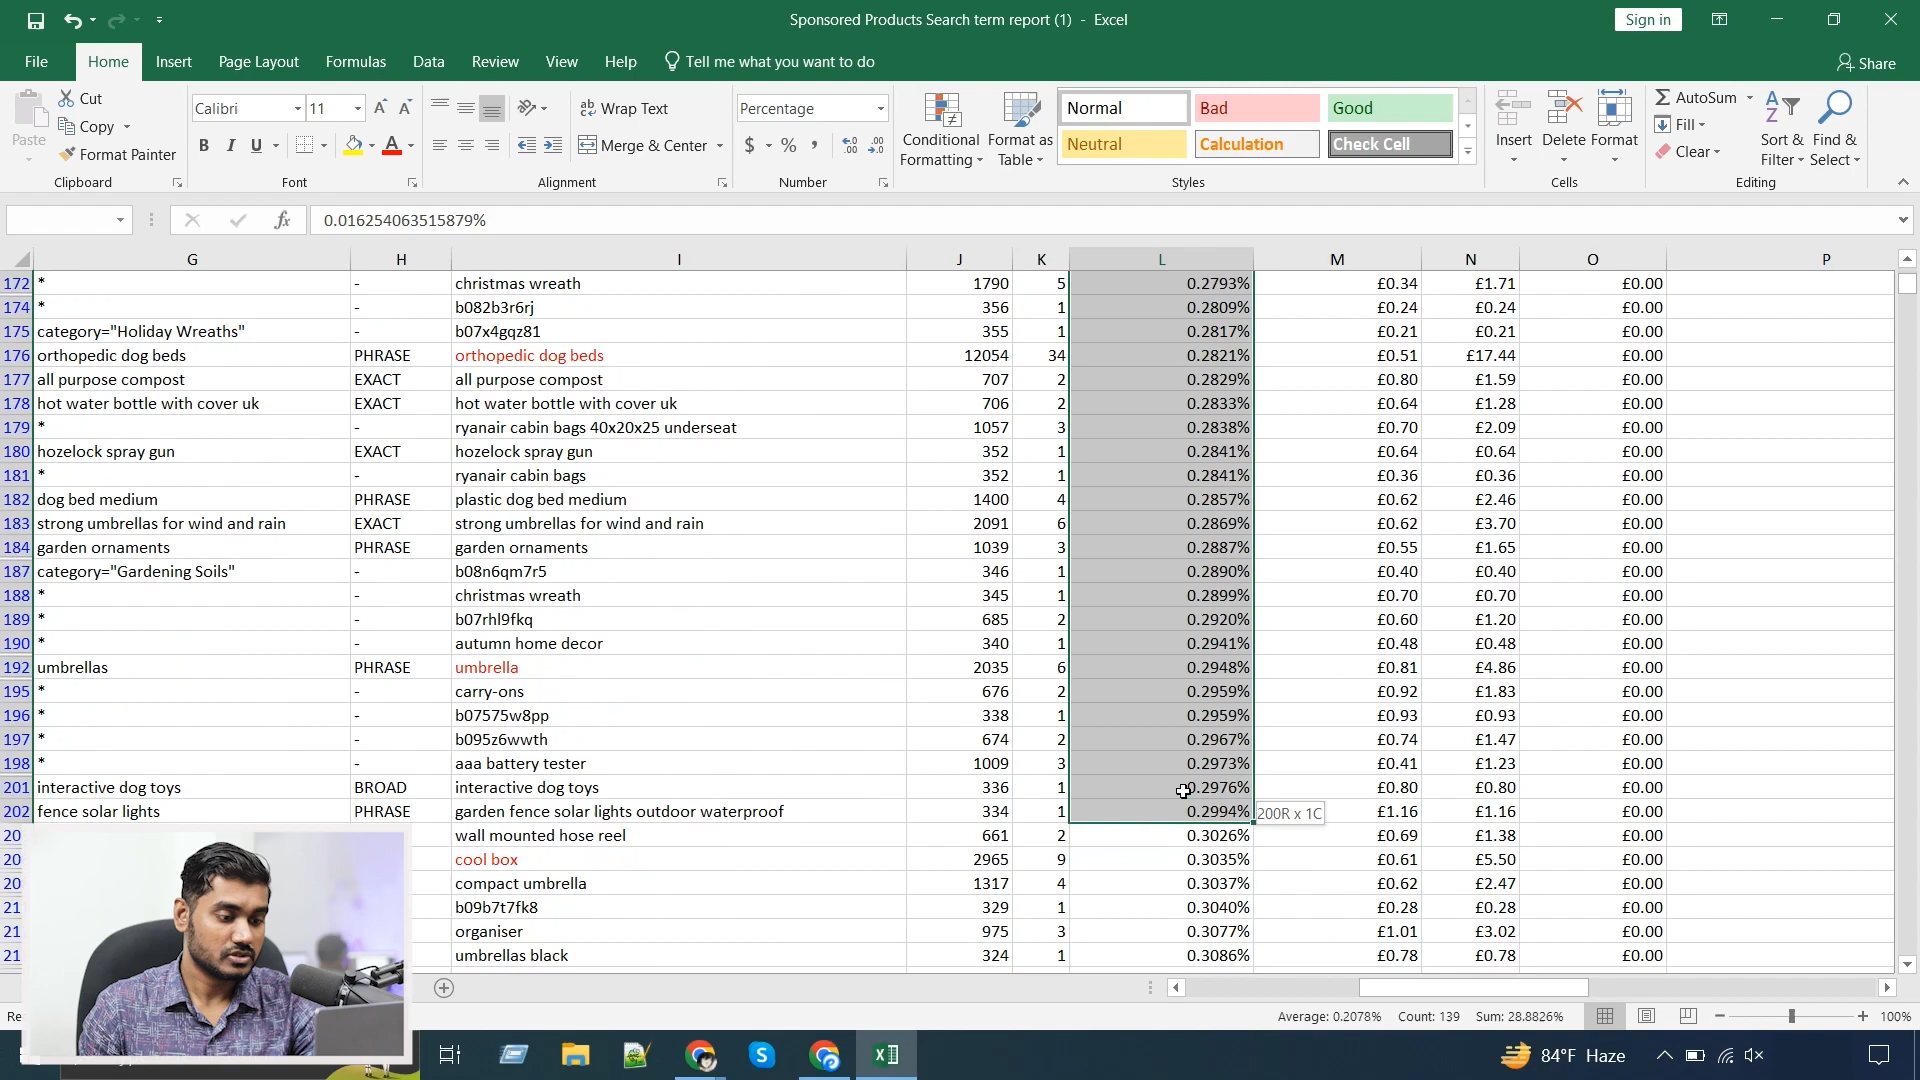 Sponsored Products Search term report (1) - Excel
Sign in
File Home Insert Page Layout Formulas Data Review View Help Tell me what you want to do Share
Paste Cut Copy Format Painter Clipboard
Calibri 11 A A B I U A Font
ab Wrap Text Merge & Center Alignment
Percentage $ % , Number
Conditional Formatting Format as Table
Normal Bad Good
Neutral Calculation Check Cell
Styles
Insert Delete Format Cells
AutoSum Fill Clear Sort & Filter Find & Select Editing
fx 0.016254063515879%
G H I J K L M N O P
172 * - christmas wreath 1790 5 0.2793% £0.34 £1.71 £0.00
174 * - b082b3r6rj 356 1 0.2809% £0.24 £0.24 £0.00
175 category="Holiday Wreaths" - b07x4gqz81 355 1 0.2817% £0.21 £0.21 £0.00
176 orthopedic dog beds PHRASE orthopedic dog beds 12054 34 0.2821% £0.51 £17.44 £0.00
177 all purpose compost EXACT all purpose compost 707 2 0.2829% £0.80 £1.59 £0.00
178 hot water bottle with cover uk EXACT hot water bottle with cover uk 706 2 0.2833% £0.64 £1.28 £0.00
179 * - ryanair cabin bags 40x20x25 underseat 1057 3 0.2838% £0.70 £2.09 £0.00
180 hozelock spray gun EXACT hozelock spray gun 352 1 0.2841% £0.64 £0.64 £0.00
181 * - ryanair cabin bags 352 1 0.2841% £0.36 £0.36 £0.00
182 dog bed medium PHRASE plastic dog bed medium 1400 4 0.2857% £0.62 £2.46 £0.00
183 strong umbrellas for wind and rain EXACT strong umbrellas for wind and rain 2091 6 0.2869% £0.62 £3.70 £0.00
184 garden ornaments PHRASE garden ornaments 1039 3 0.2887% £0.55 £1.65 £0.00
187 category="Gardening Soils" - b08n6qm7r5 346 1 0.2890% £0.40 £0.40 £0.00
188 * - christmas wreath 345 1 0.2899% £0.70 £0.70 £0.00
189 * - b07rhl9fkq 685 2 0.2920% £0.60 £1.20 £0.00
190 * - autumn home decor 340 1 0.2941% £0.48 £0.48 £0.00
192 umbrellas PHRASE umbrella 2035 6 0.2948% £0.81 £4.86 £0.00
195 * - carry-ons 676 2 0.2959% £0.92 £1.83 £0.00
196 * - b07575w8pp 338 1 0.2959% £0.93 £0.93 £0.00
197 * - b095z6wwth 674 2 0.2967% £0.74 £1.47 £0.00
198 * - aaa battery tester 1009 3 0.2973% £0.41 £1.23 £0.00
201 interactive dog toys BROAD interactive dog toys 336 1 0.2976% £0.80 £0.80 £0.00
202 fence solar lights PHRASE garden fence solar lights outdoor waterproof 334 1 0.2994% 200R x 1C £1.16 £1.16 £0.00
20 wall mounted hose reel 661 2 0.3026% £0.69 £1.38 £0.00
20 cool box 2965 9 0.3035% £0.61 £5.50 £0.00
20 compact umbrella 1317 4 0.3037% £0.62 £2.47 £0.00
21 b09b7t7fk8 329 1 0.3040% £0.28 £0.28 £0.00
21 organiser 975 3 0.3077% £1.01 £3.02 £0.00
21 umbrellas black 324 1 0.3086% £0.78 £0.78 £0.00
Re Average: 0.2078% Count: 139 Sum: 28.8826% 100%
84°F Haze